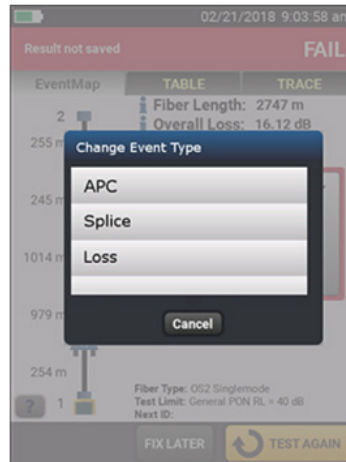 02/21/2018 9:03:58 am
Result not saved
FAIL
EventMap
TABLE
TRACE
Fiber Length: 2747 m
Overall Loss: 16.12 dB
2
255 m
245 m
1014 m
979 m
254 m
1
Change Event Type
APC
Splice
Loss
Cancel
Fiber Type: OS2 Singlemode
Test Limit: General PON RL = 40 dB
Next ID:
?
FIX LATER
TEST AGAIN